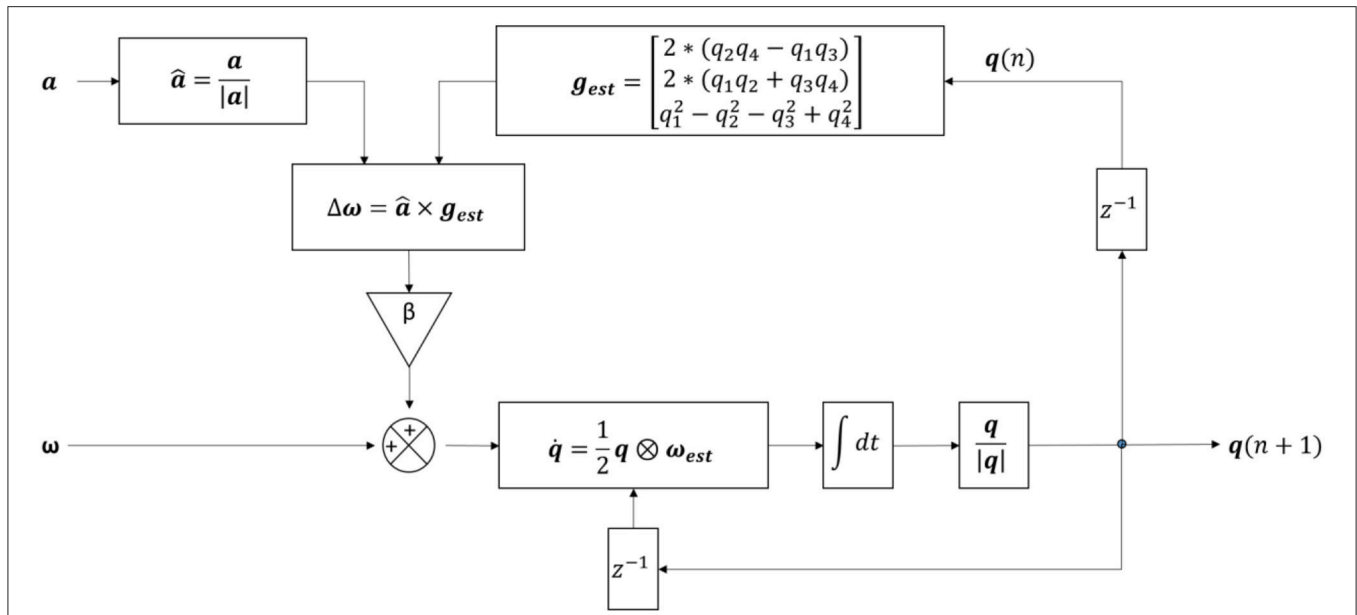 a
â = a / |a|
g_est = [2 * (q₂q₄ − q₁q₃)
2 * (q₁q₂ + q₃q₄)
q₁² − q₂² − q₃² + q₄²]
q(n)
z⁻¹
Δω = â × g_est
β
ω
+
+
q̇ = 1/2 q ⊗ ω_est
∫ dt
q / |q|
q(n + 1)
z⁻¹